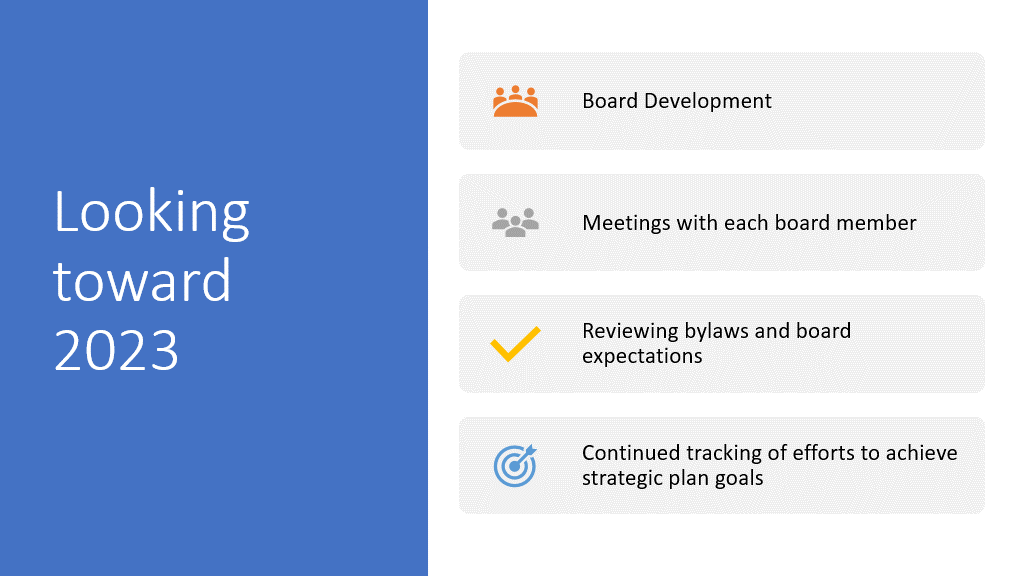 Looking
toward
2023
Board Development
Meetings with each board member
Reviewing bylaws and board
expectations
Continued tracking of efforts to achieve
strategic plan goals